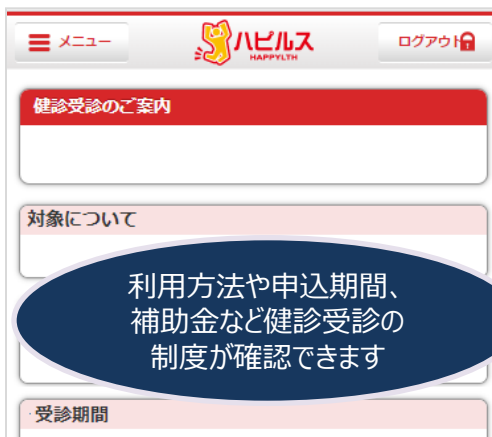 メニュー
ハピルス
HAPPYLTH
ログアウト
健診受診のご案内
対象について
利用方法や申込期間、
補助金など健診受診の
制度が確認できます
受診期間